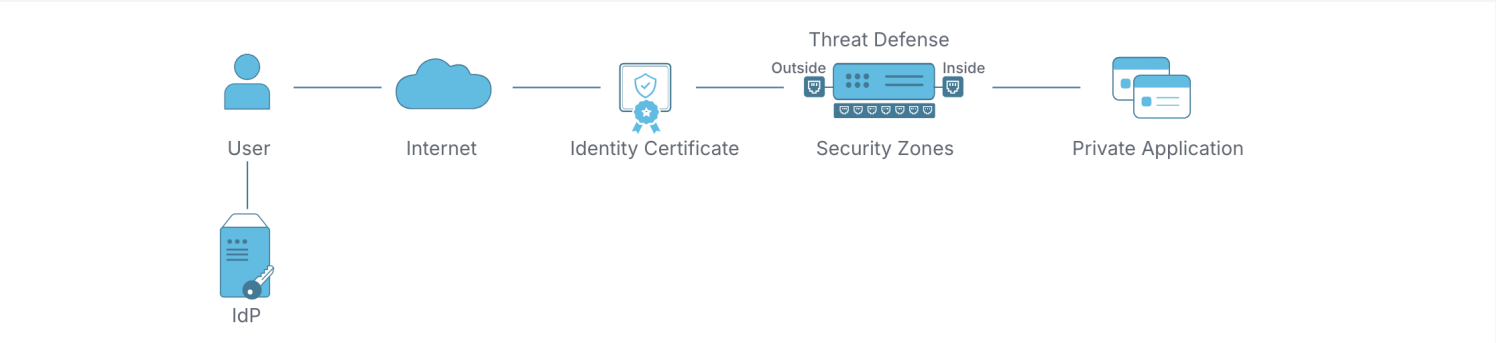 Threat Defense
Outside
Inside
User
Internet
Identity Certificate
Security Zones
Private Application
IdP